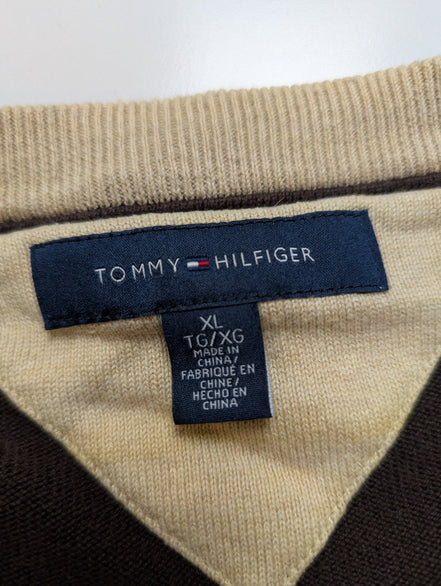 TOMMY HILFIGER
XL
TG/XG
MADE IN
CHINA/
FABRIQUÉ EN
CHINE/
HECHO EN
CHINA